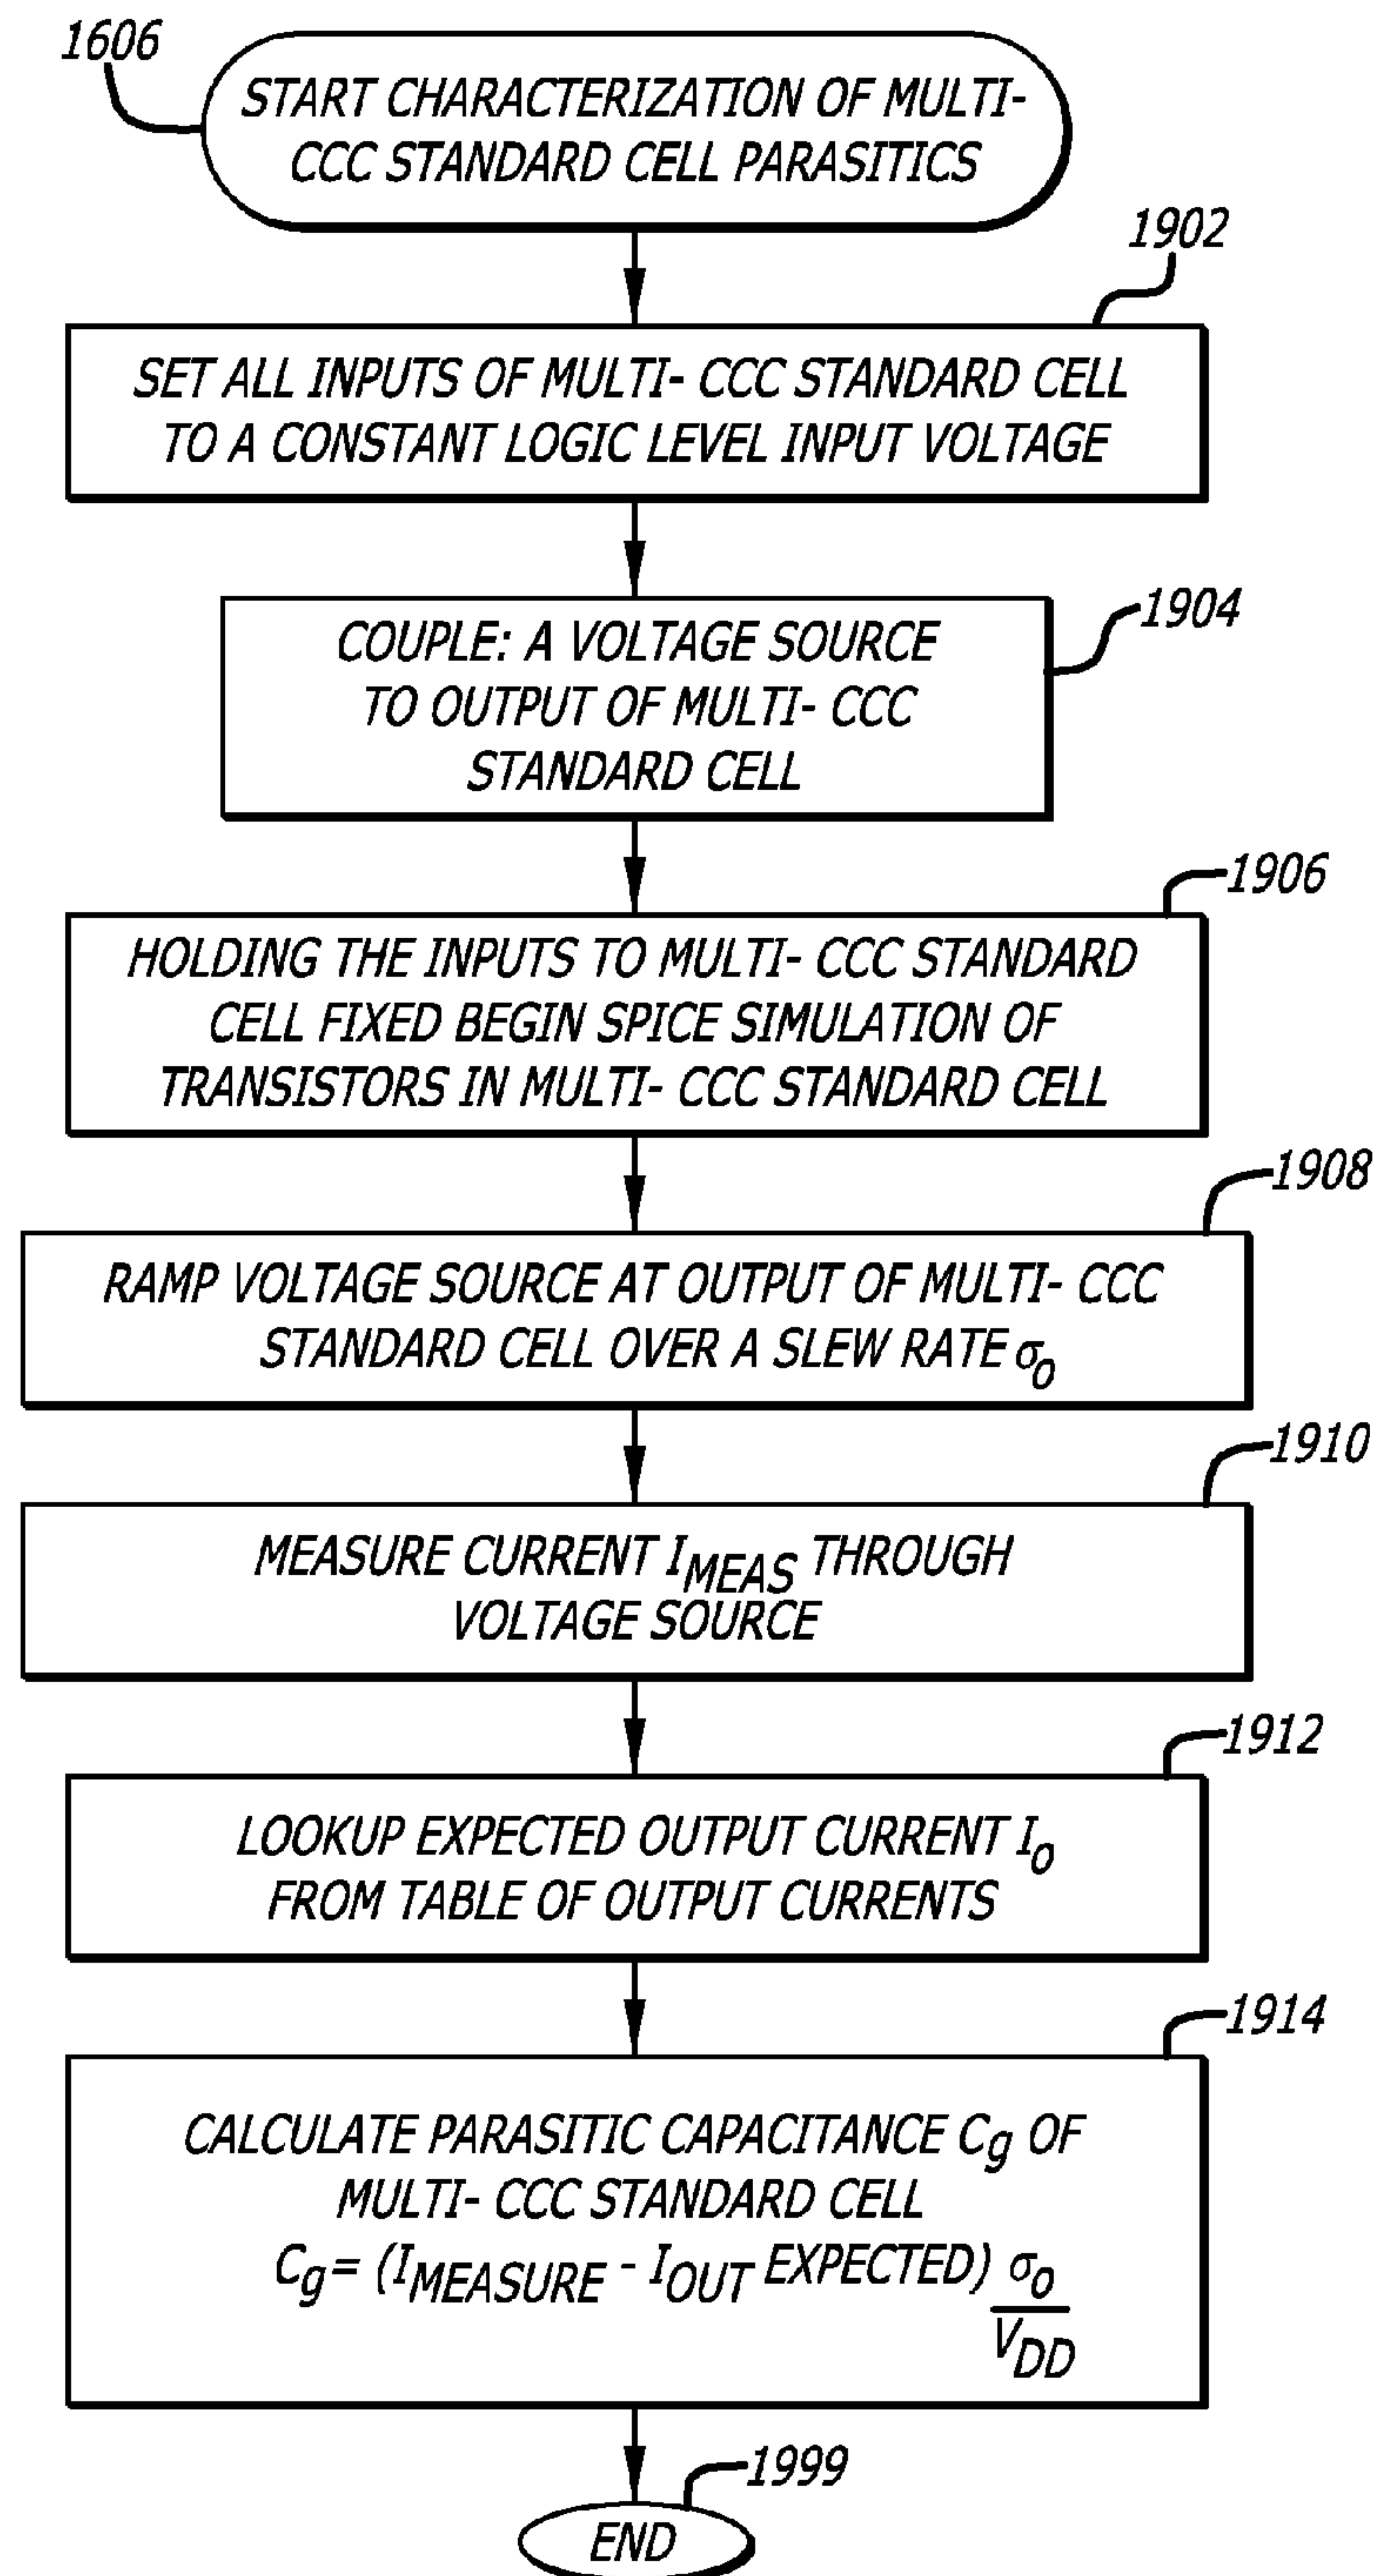 1606
START CHARACTERIZATION OF MULTI-
CCC STANDARD CELL PARASITICS
1902
SET ALL INPUTS OF MULTI- CCC STANDARD CELL
TO A CONSTANT LOGIC LEVEL INPUT VOLTAGE
1904
COUPLE: A VOLTAGE SOURCE
TO OUTPUT OF MULTI- CCC
STANDARD CELL
1906
HOLDING THE INPUTS TO MULTI- CCC STANDARD
CELL FIXED BEGIN SPICE SIMULATION OF
TRANSISTORS IN MULTI- CCC STANDARD CELL
1908
RAMP VOLTAGE SOURCE AT OUTPUT OF MULTI- CCC
STANDARD CELL OVER A SLEW RATE σo
1910
MEASURE CURRENT IMEAS THROUGH
VOLTAGE SOURCE
1912
LOOKUP EXPECTED OUTPUT CURRENT Io
FROM TABLE OF OUTPUT CURRENTS
1914
CALCULATE PARASITIC CAPACITANCE Cg OF
MULTI- CCC STANDARD CELL
Cg = (IMEASURE - IOUT EXPECTED) σo
VDD
1999
END